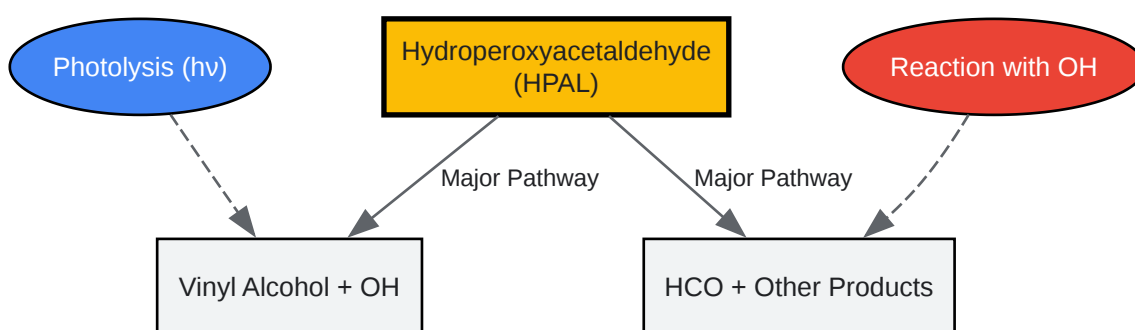 Photolysis (hν)
Hydroperoxyacetaldehyde
(HPAL)
Reaction with OH
Major Pathway
Major Pathway
Vinyl Alcohol + OH
HCO + Other Products